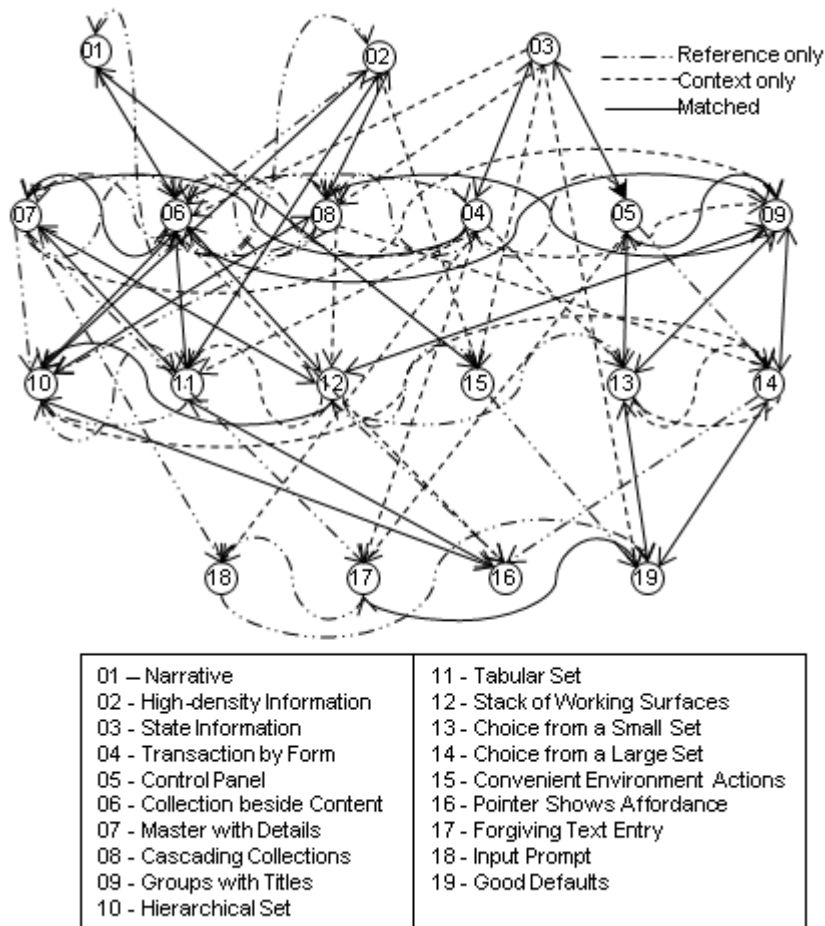 01
02
03
Reference only
Context only
Matched
07
06
08
04
05
09
10
11
12
15
13
14
18
17
16
19
01 – Narrative
02 - High-density Information
03 - State Information
04 - Transaction by Form
05 - Control Panel
06 - Collection beside Content
07 - Master with Details
08 - Cascading Collections
09 - Groups with Titles
10 - Hierarchical Set
11 - Tabular Set
12 - Stack of Working Surfaces
13 - Choice from a Small Set
14 - Choice from a Large Set
15 - Convenient Environment Actions
16 - Pointer Shows Affordance
17 - Forgiving Text Entry
18 - Input Prompt
19 - Good Defaults